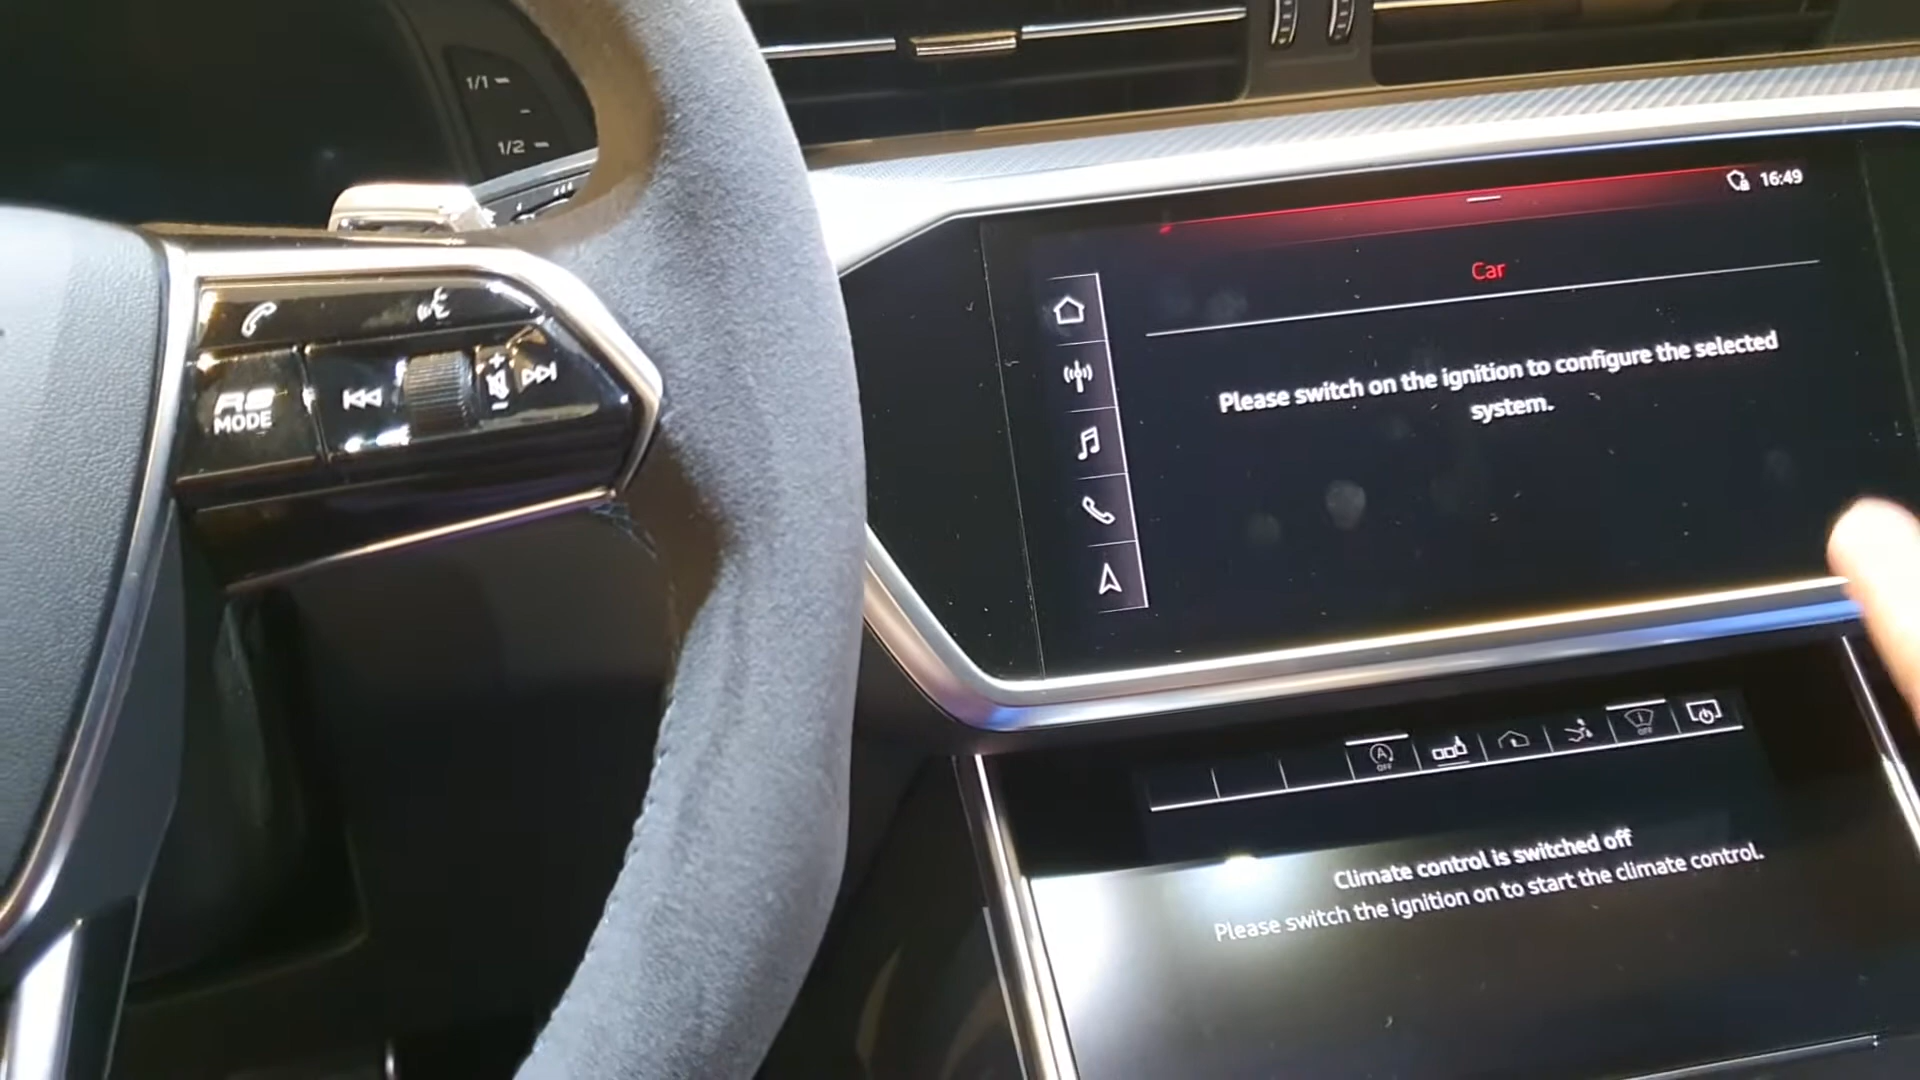 1/1
1/2
RS
MODE
16:49
Car
Please switch on the ignition to configure the selected
system.
A
OFF
OFF
Climate control is switched off
Please switch the ignition on to start the climate control.